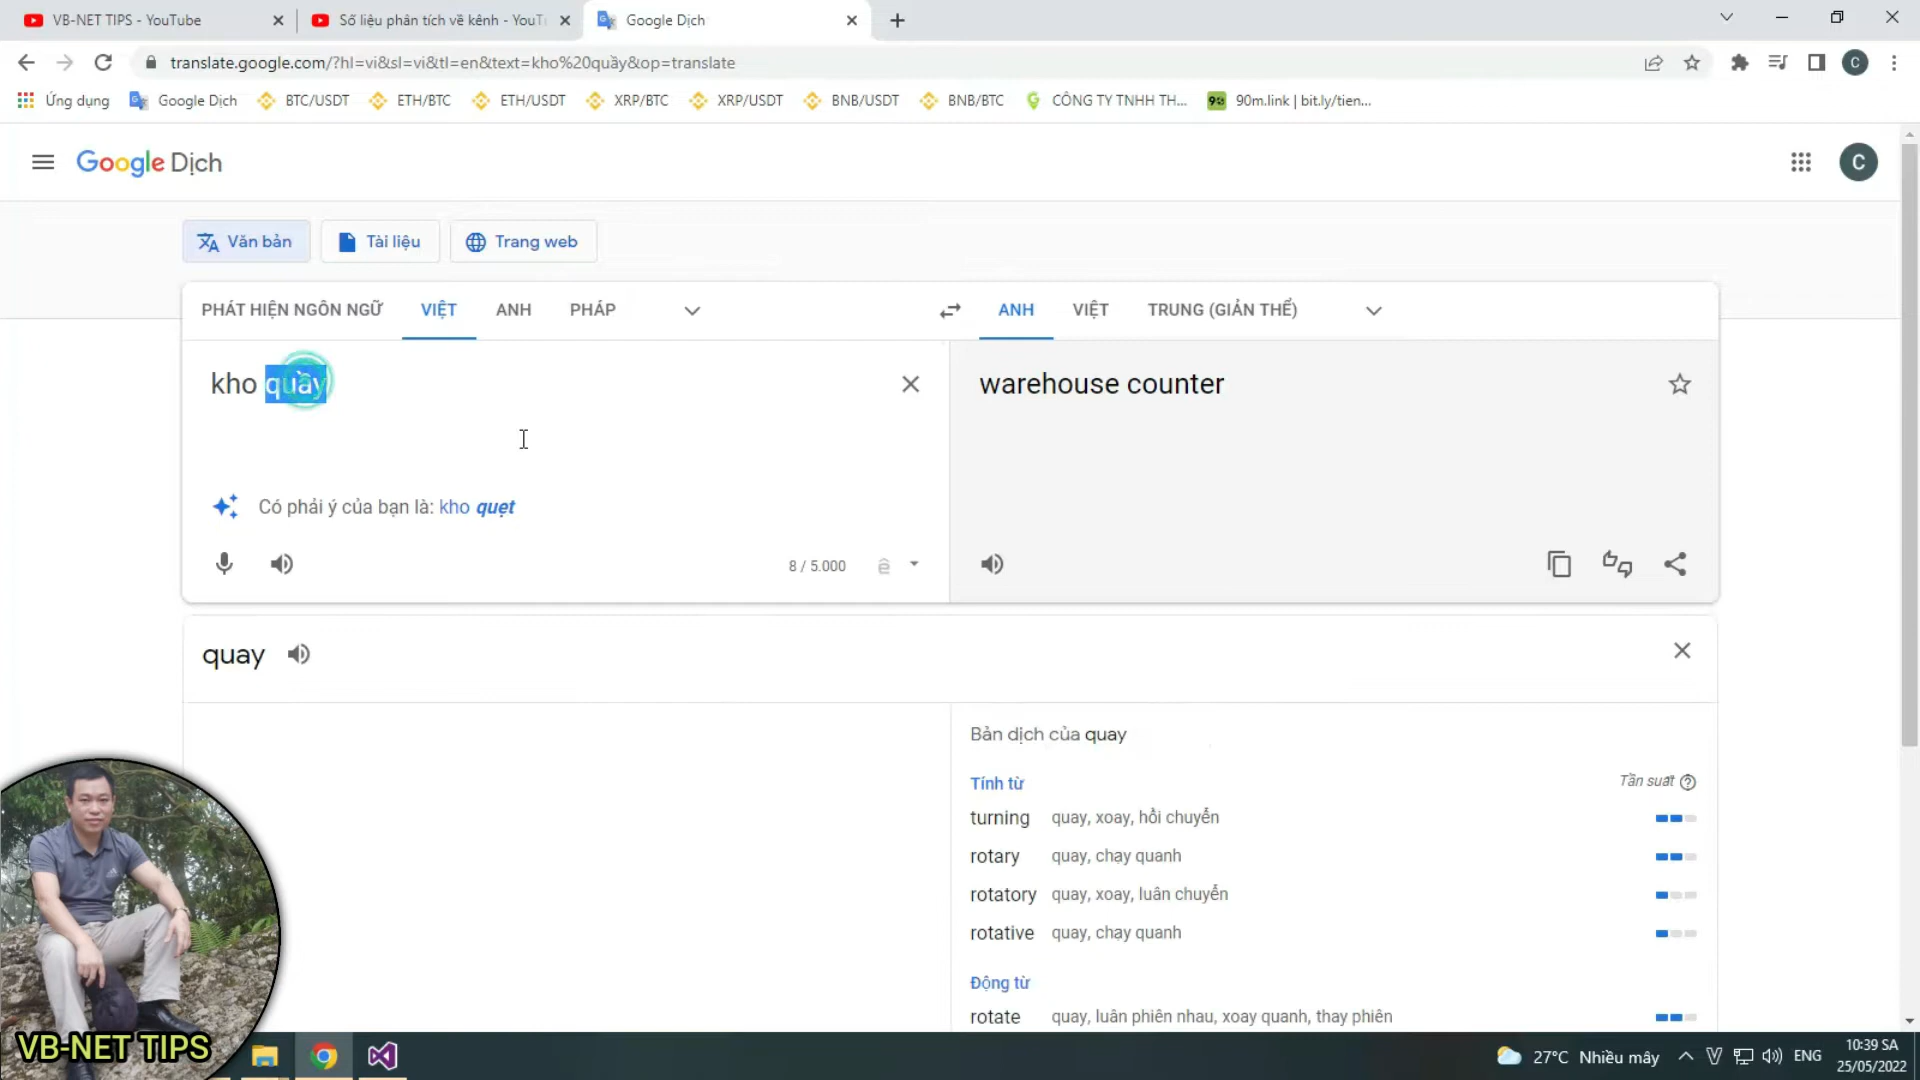 VB-NET TIPS - YouTube
Số liệu phân tích về kênh - YouT
Google Dịch
translate.google.com/?hl=vi&sl=vi&tl=en&text=kho%20quầy&op=translate
C
Ứng dụng
Google Dịch
BTC/USDT
ETH/BTC
ETH/USDT
XRP/BTC
XRP/USDT
BNB/USDT
BNB/BTC
CÔNG TY TNHH TH...
90m.link | bit.ly/tien...
Google Dịch
C
Văn bản
Tài liệu
Trang web
PHÁT HIỆN NGÔN NGỮ
VIỆT
ANH
PHÁP
ANH
VIỆT
TRUNG (GIẢN THỂ)
kho quầy
warehouse counter
Có phải ý của bạn là: kho quẹt
8 / 5.000
quay
Bản dịch của quay
Tính từ
Tần suất
turning quay, xoay, hồi chuyển
rotary quay, chạy quanh
rotatory quay, xoay, luân chuyển
rotative quay, chạy quanh
Động từ
rotate quay, luân phiên nhau, xoay quanh, thay phiên
VB-NET TIPS
27°C Nhiều mây
ENG
10:39 SA
25/05/2022